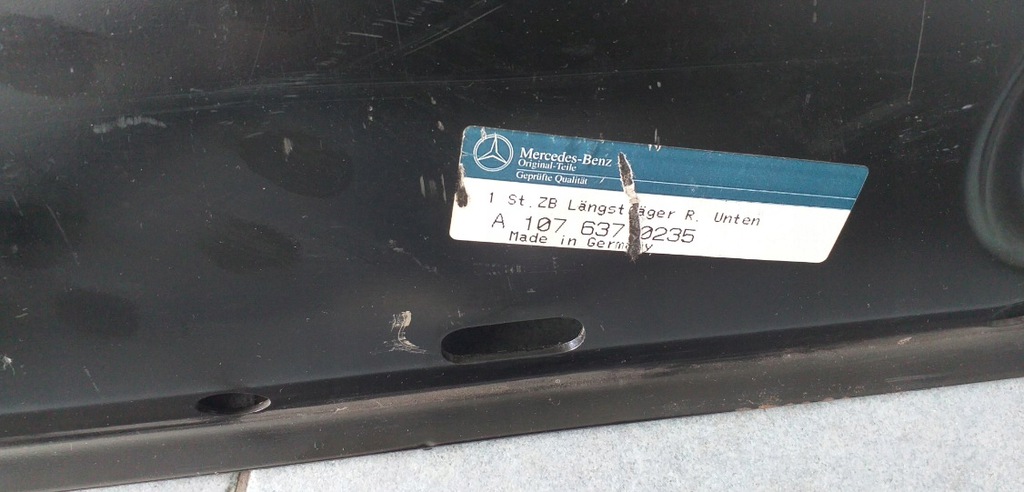 Mercedes-Benz
Original-Teile
Geprüfte Qualität
1 St. ZB Längsträger R. Unten
A 107 637 0235
Made in Germany